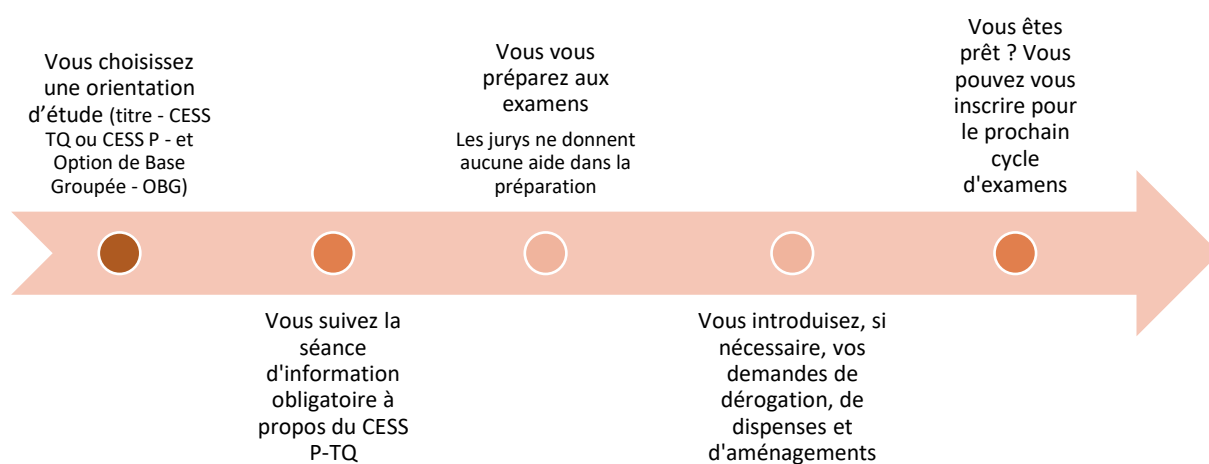 Vous choisissez
une orientation
d'étude (titre - CESS
TQ ou CESS P - et
Option de Base
Groupée - OBG)
Vous suivez la
séance
d'information
obligatoire à
propos du CESS
P-TQ
Vous vous
préparez aux
examens
Les jurys ne donnent
aucune aide dans la
préparation
Vous introduisez, si
nécessaire, vos
demandes de
dérogation, de
dispenses et
d'aménagements
Vous êtes
prêt ? Vous
pouvez vous
inscrire pour
le prochain
cycle
d'examens